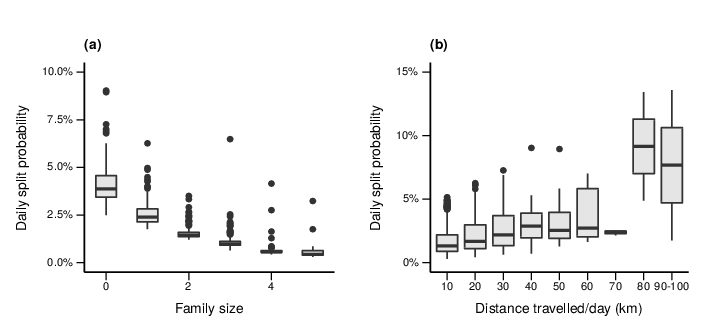 (a)
Daily split probability
10.0%
7.5%
5.0%
2.5%
0.0%
0
2
4
Family size
(b)
Daily split probability
15%
10%
5%
0%
10 20 30 40 50 60 70 80 90-100
Distance travelled/day (km)